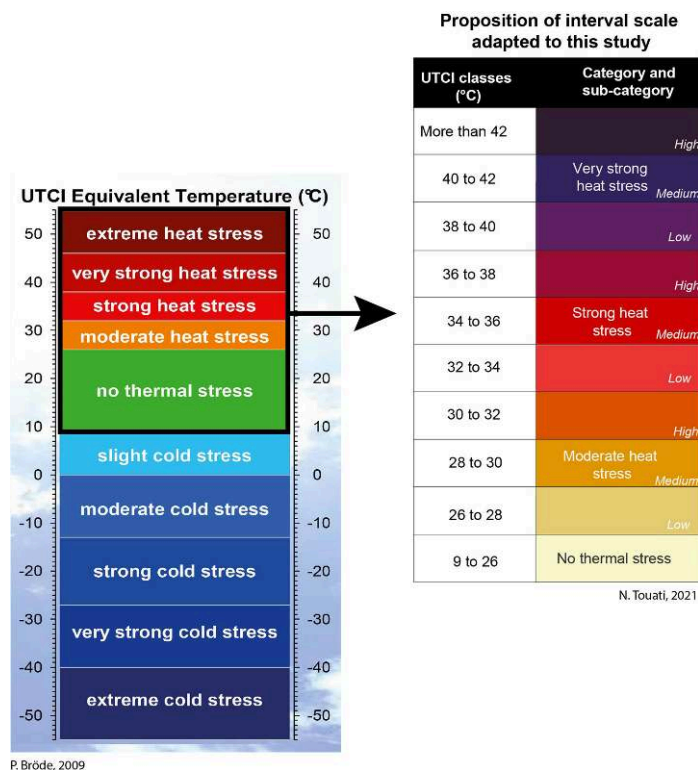 Proposition of interval scale
adapted to this study
UTCI classes
(°C)
Category and
sub-category
More than 42
High
40 to 42
Very strong
heat stress
Medium
38 to 40
Low
36 to 38
High
34 to 36
Strong heat
stress
Medium
32 to 34
Low
30 to 32
High
28 to 30
Moderate heat
stress
Medium
26 to 28
Low
9 to 26
No thermal stress
N. Touati, 2021
UTCI Equivalent Temperature (°C)
50 extreme heat stress 50
very strong heat stress
40 40
strong heat stress
30 30
moderate heat stress
20 no thermal stress 20
10 10
slight cold stress
0 0
moderate cold stress
-10 -10
-20 strong cold stress -20
-30 -30
very strong cold stress
-40 -40
extreme cold stress
-50 -50
P. Bröde, 2009